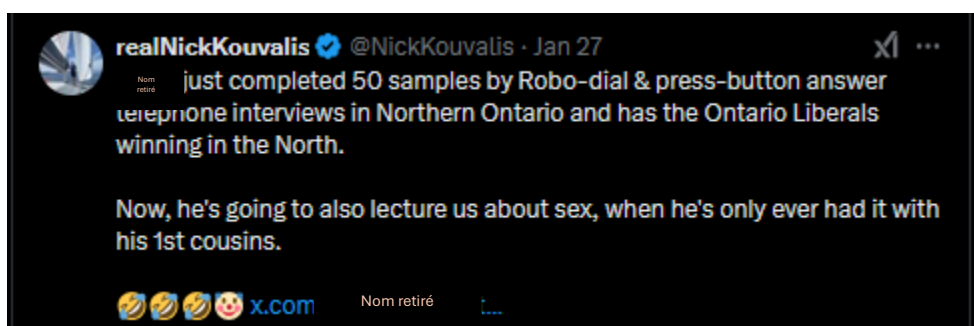 realNickKouvalis @NickKouvalis · Jan 27
Nom
retiré
just completed 50 samples by Robo-dial & press-button answer
telephone interviews in Northern Ontario and has the Ontario Liberals
winning in the North.
Now, he's going to also lecture us about sex, when he's only ever had it with
his 1st cousins.
🤣🤣🤣🤡 x.com Nom retiré t...